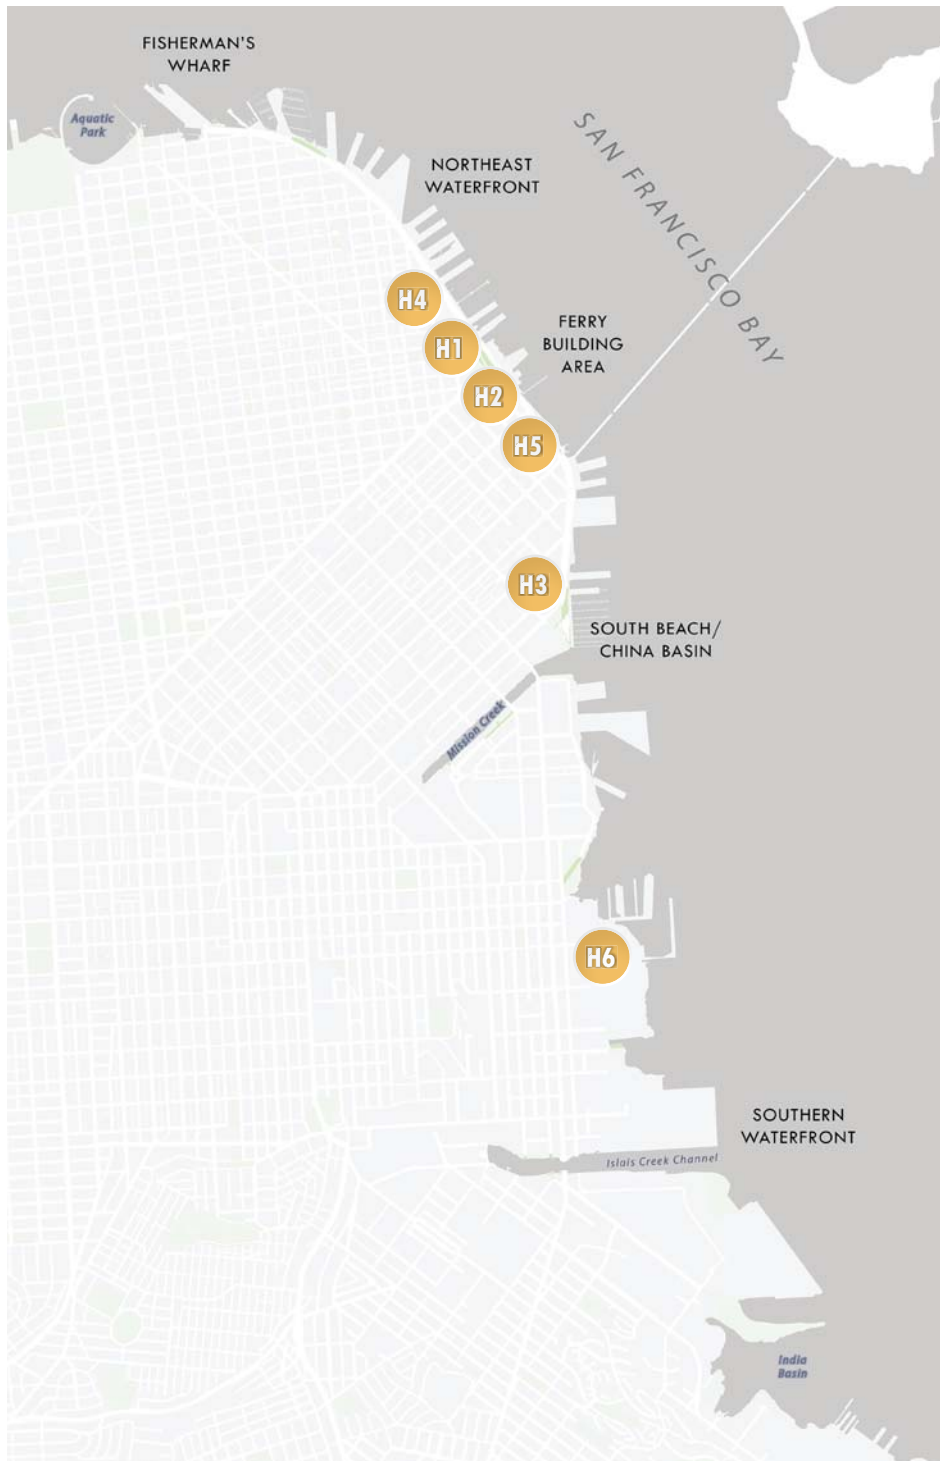 FISHERMAN'S
WHARF
Aquatic
Park
NORTHEAST
WATERFRONT
SAN FRANCISCO BAY
H4
FERRY
BUILDING
AREA
H1
H2
H5
H3
SOUTH BEACH/
CHINA BASIN
Mission Creek
H6
SOUTHERN
WATERFRONT
Islais Creek Channel
India
Basin